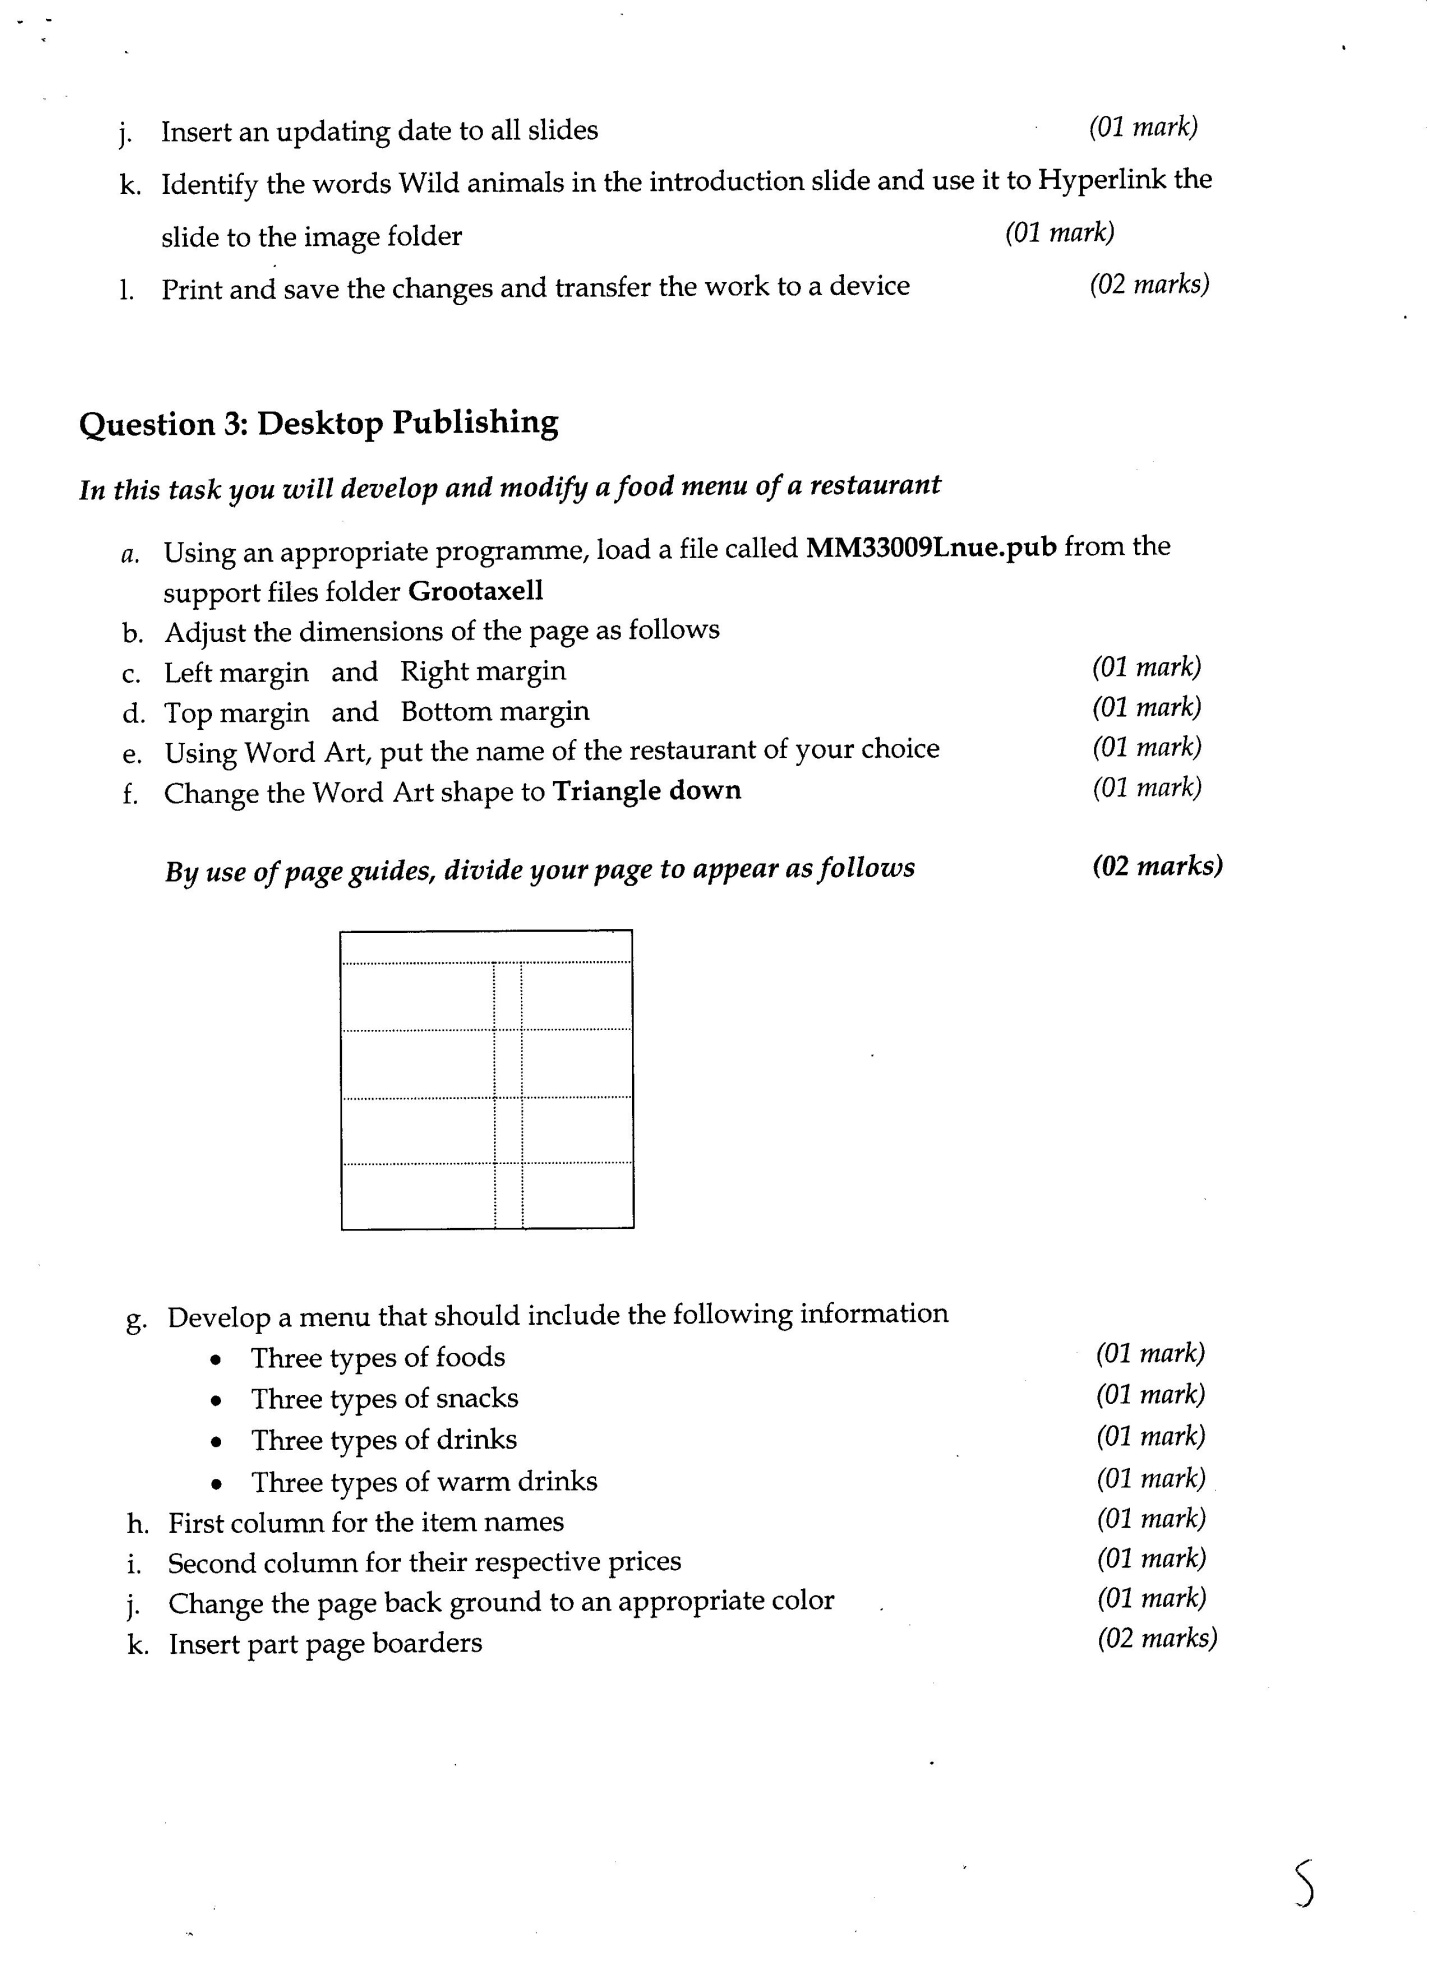 j. Insert an updating date to all slides (01 mark)
k. Identify the words Wild animals in the introduction slide and use it to Hyperlink the
slide to the image folder (01 mark)
l. Print and save the changes and transfer the work to a device (02 marks)
Question 3: Desktop Publishing
In this task you will develop and modify a food menu of a restaurant
a. Using an appropriate programme, load a file called MM33009Lnue.pub from the
support files folder Grootaxell
b. Adjust the dimensions of the page as follows
c. Left margin and Right margin (01 mark)
d. Top margin and Bottom margin (01 mark)
e. Using Word Art, put the name of the restaurant of your choice (01 mark)
f. Change the Word Art shape to Triangle down (01 mark)
By use of page guides, divide your page to appear as follows (02 marks)
g. Develop a menu that should include the following information
• Three types of foods (01 mark)
• Three types of snacks (01 mark)
• Three types of drinks (01 mark)
• Three types of warm drinks (01 mark)
h. First column for the item names (01 mark)
i. Second column for their respective prices (01 mark)
j. Change the page back ground to an appropriate color (01 mark)
k. Insert part page boarders (02 marks)
5